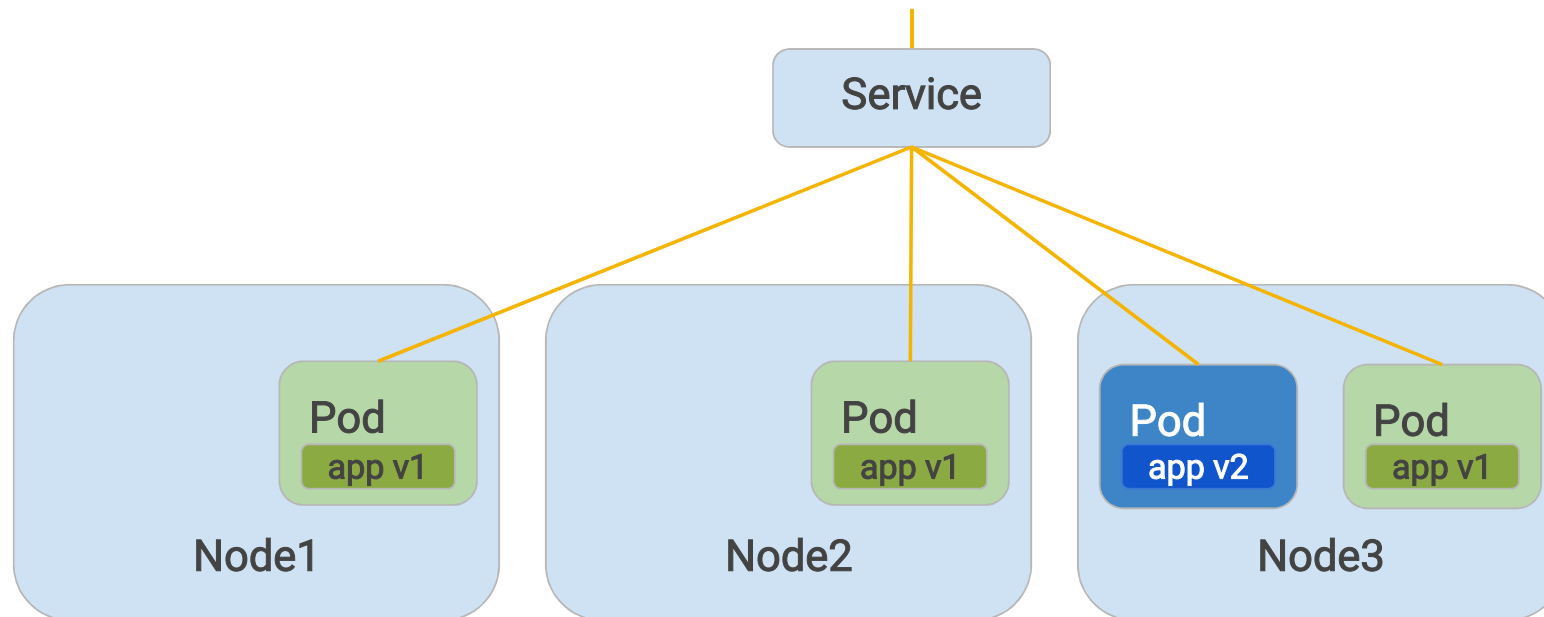 Service
Pod
app v1
Node1
Pod
app v1
Node2
Pod
app v2
Pod
app v1
Node3